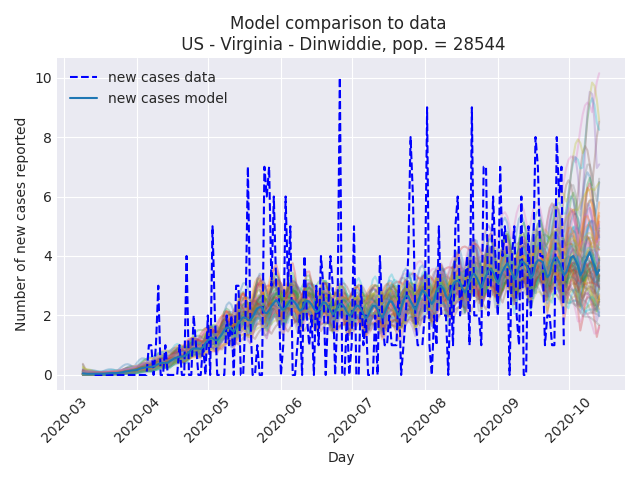 Model comparison to data
US - Virginia - Dinwiddie, pop. = 28544
new cases data
new cases model
Number of new cases reported
10
8
6
4
2
0
2020-03
2020-04
2020-05
2020-06
2020-07
2020-08
2020-09
2020-10
Day